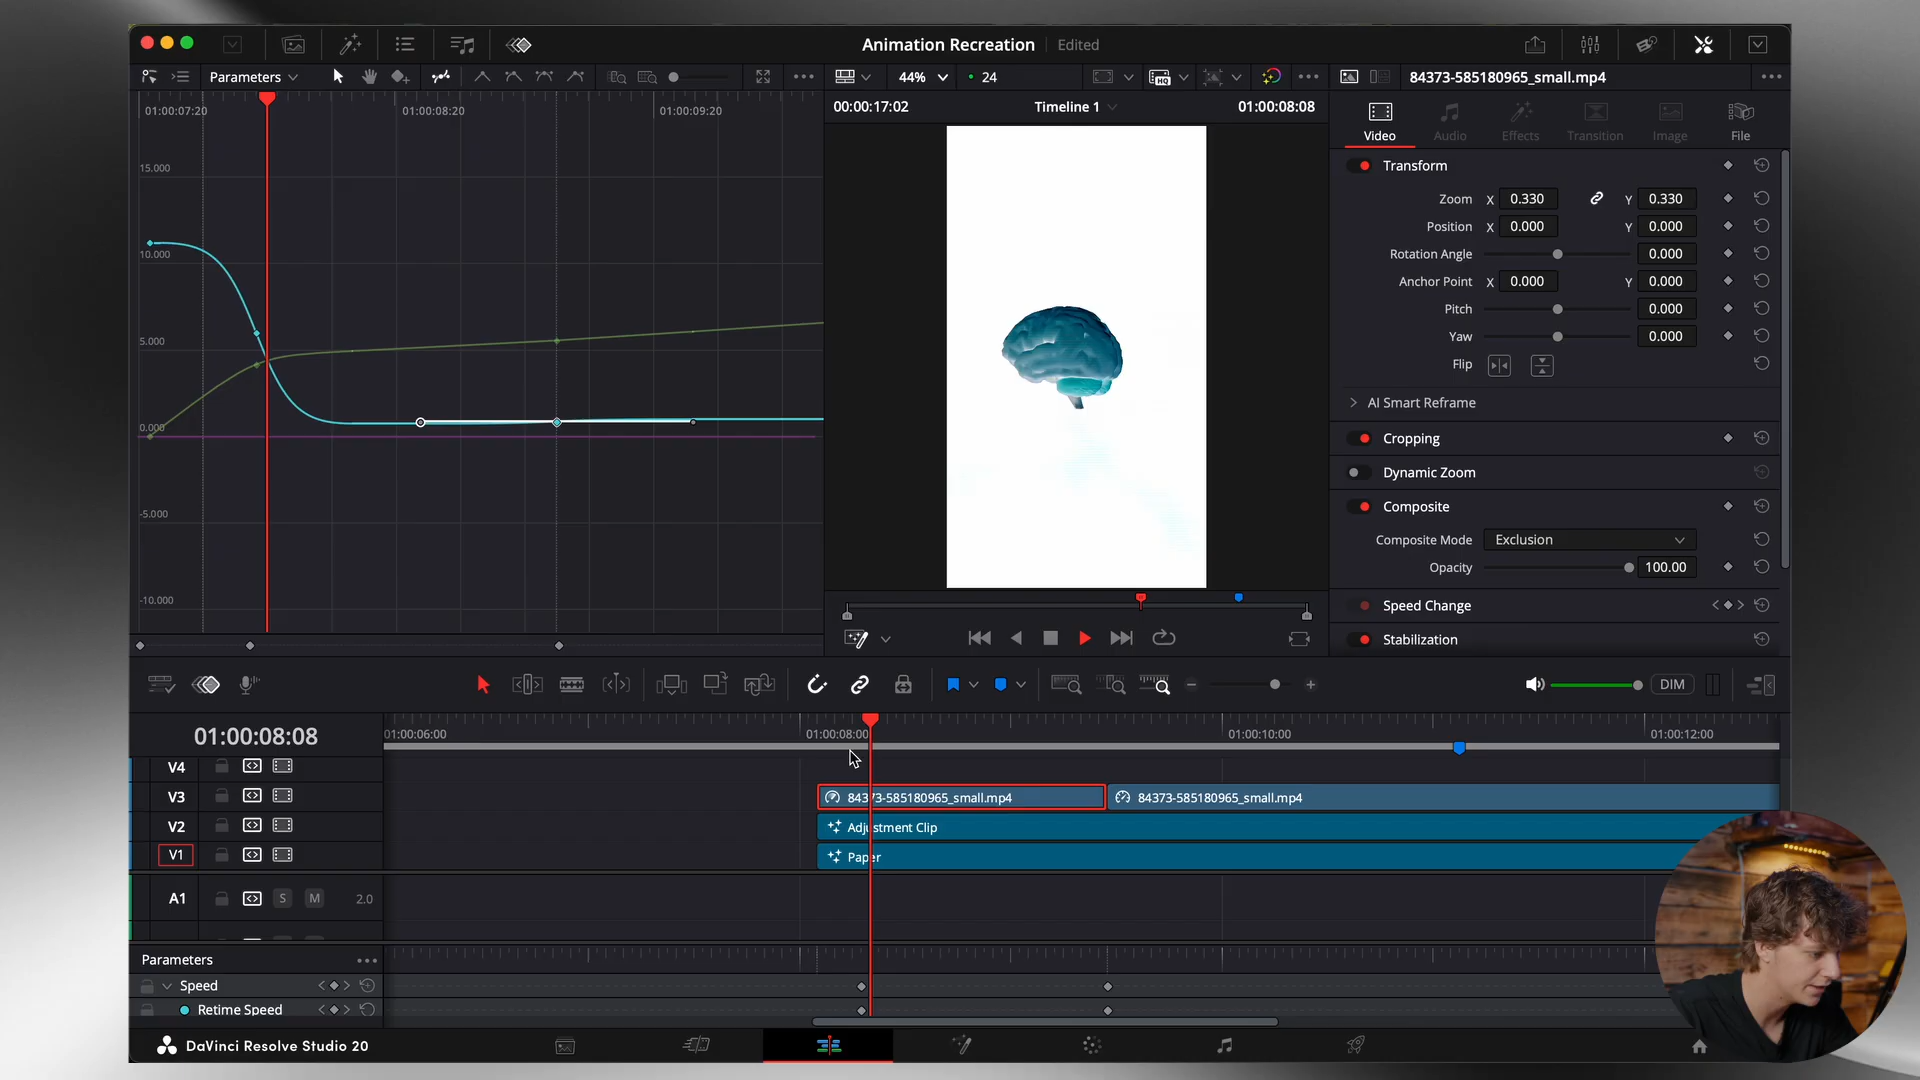 Animation Recreation
Edited
Parameters
44%
24
84373-585180965_small.mp4
01:00:07:20
01:00:08:20
01:00:09:20
00:00:17:02
Timeline 1
01:00:08:08
Video
Audio
Effects
Transition
Image
File
15.000
10.000
5.000
0.000
-5.000
-10.000
Transform
Zoom X 0.330 Y 0.330
Position X 0.000 Y 0.000
Rotation Angle 0.000
Anchor Point X 0.000 Y 0.000
Pitch 0.000
Yaw 0.000
Flip
AI Smart Reframe
Cropping
Dynamic Zoom
Composite
Composite Mode Exclusion
Opacity 100.00
Speed Change
Stabilization
DIM
01:00:08:08
01:00:06:00
01:00:08:00
01:00:10:00
01:00:12:00
V4
V3
84373-585180965_small.mp4
84373-585180965_small.mp4
V2
Adjustment Clip
V1
Paper
A1 S M 2.0
Parameters
Speed
Retime Speed
DaVinci Resolve Studio 20